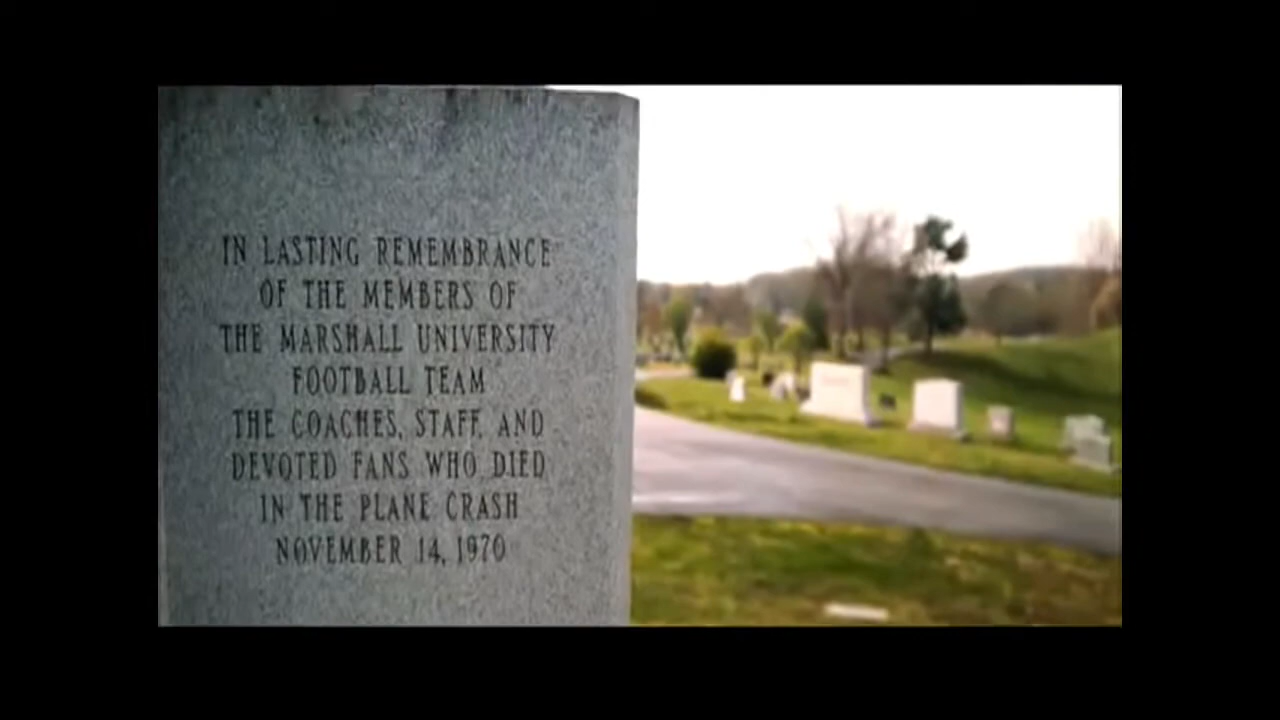 IN LASTING REMEMBRANCE
OF THE MEMBERS OF
THE MARSHALL UNIVERSITY
FOOTBALL TEAM
THE COACHES, STAFF, AND
DEVOTED FANS WHO DIED
IN THE PLANE CRASH
NOVEMBER 14, 1970